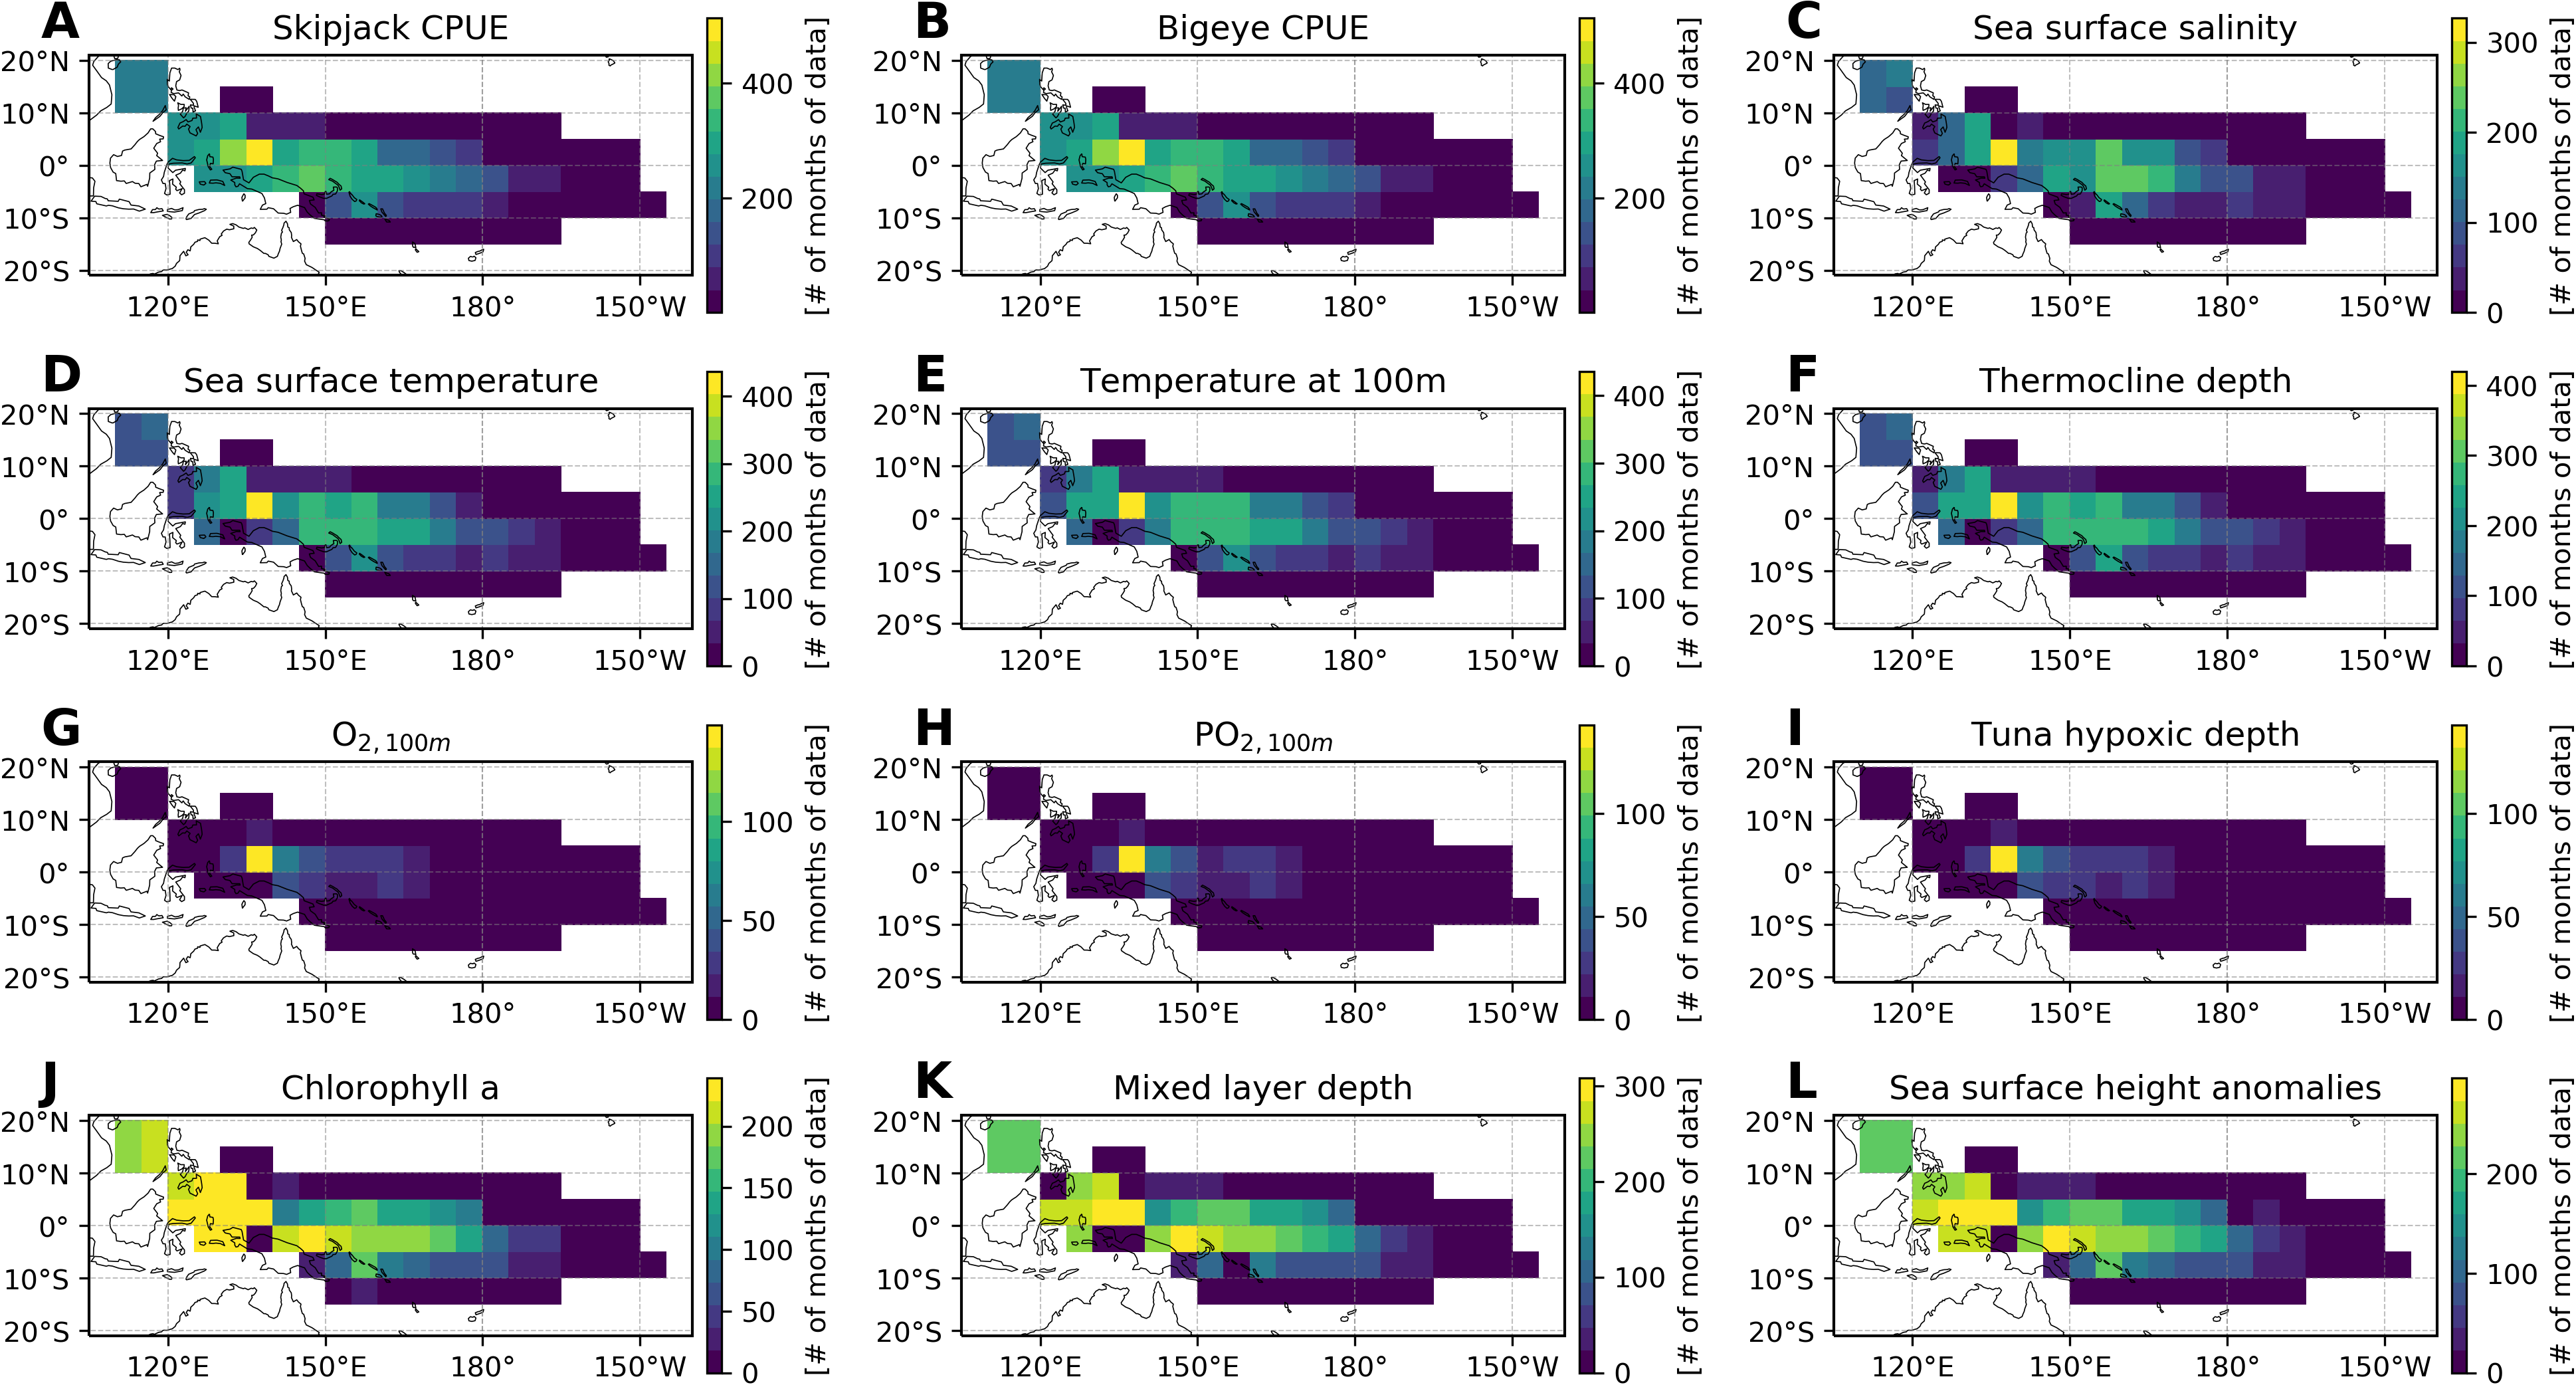 A Skipjack CPUE
20°N
10°N
0°
10°S
20°S
120°E 150°E 180° 150°W
400
200
[# of months of data]
B Bigeye CPUE
20°N
10°N
0°
10°S
20°S
120°E 150°E 180° 150°W
400
200
[# of months of data]
C Sea surface salinity
20°N
10°N
0°
10°S
20°S
120°E 150°E 180° 150°W
300
200
100
0
[# of months of data]
D Sea surface temperature
20°N
10°N
0°
10°S
20°S
120°E 150°E 180° 150°W
400
300
200
100
0
[# of months of data]
E Temperature at 100m
20°N
10°N
0°
10°S
20°S
120°E 150°E 180° 150°W
400
300
200
100
0
[# of months of data]
F Thermocline depth
20°N
10°N
0°
10°S
20°S
120°E 150°E 180° 150°W
400
300
200
100
0
[# of months of data]
G O2, 100m
20°N
10°N
0°
10°S
20°S
120°E 150°E 180° 150°W
100
50
0
[# of months of data]
H PO2, 100m
20°N
10°N
0°
10°S
20°S
120°E 150°E 180° 150°W
100
50
0
[# of months of data]
I Tuna hypoxic depth
20°N
10°N
0°
10°S
20°S
120°E 150°E 180° 150°W
100
50
0
[# of months of data]
J Chlorophyll a
20°N
10°N
0°
10°S
20°S
120°E 150°E 180° 150°W
200
150
100
50
0
[# of months of data]
K Mixed layer depth
20°N
10°N
0°
10°S
20°S
120°E 150°E 180° 150°W
300
200
100
0
[# of months of data]
L Sea surface height anomalies
20°N
10°N
0°
10°S
20°S
120°E 150°E 180° 150°W
200
100
0
[# of months of data]